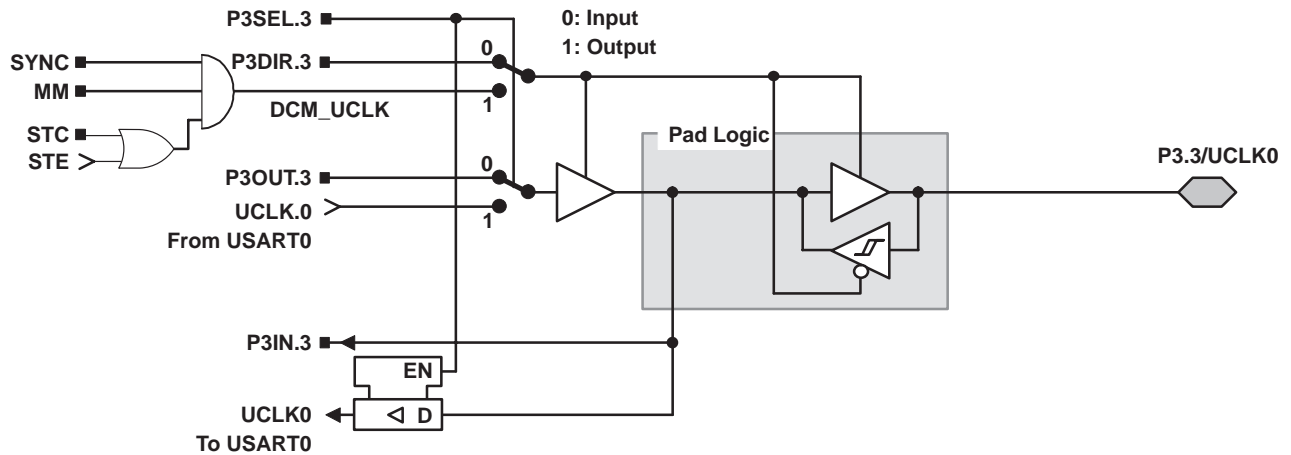 P3SEL.3
0: Input
1: Output
SYNC
P3DIR.3
0
MM
1
DCM_UCLK
STC
STE
Pad Logic
P3.3/UCLK0
P3OUT.3
0
UCLK.0
1
From USART0
P3IN.3
EN
UCLK0
D
To USART0